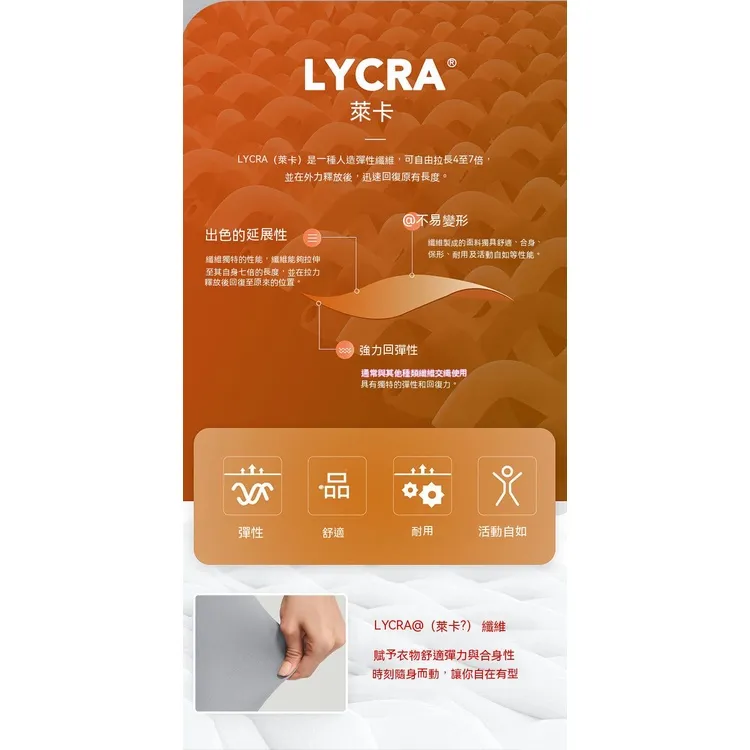 LYCRA®
萊卡
LYCRA（萊卡）是一種人造彈性纖維，可自由拉長4至7倍，
並在外力釋放後，迅速回復原有長度。
出色的延展性
纖維獨特的性能，纖維能夠拉伸
至其自身七倍的長度，並在拉力
釋放後回復至原來的位置。
@不易變形
纖維製成的面料獨具舒適、合身、
保形、耐用及活動自如等性能。
強力回彈性
通常與其他種類纖維交織使用
具有獨特的彈性和回復力。
品
彈性
舒適
耐用
活動自如
LYCRA@（萊卡?） 纖維
賦予衣物舒適彈力與合身性
時刻隨身而動，讓你自在有型